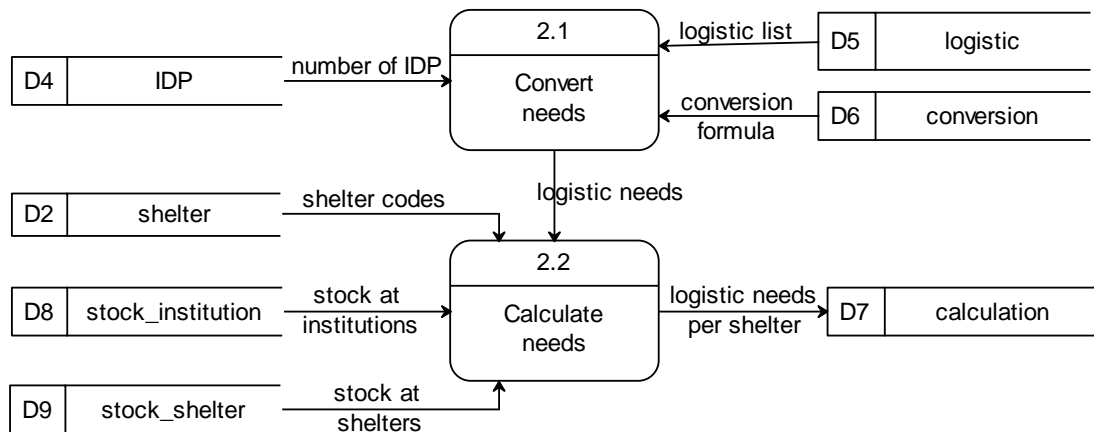 2.1
Convert
needs
logistic list
D5 logistic
D4 IDP
number of IDP
conversion
formula
D6 conversion
logistic needs
D2 shelter
shelter codes
2.2
Calculate
needs
D8 stock_institution
stock at
institutions
logistic needs
per shelter
D7 calculation
D9 stock_shelter
stock at
shelters